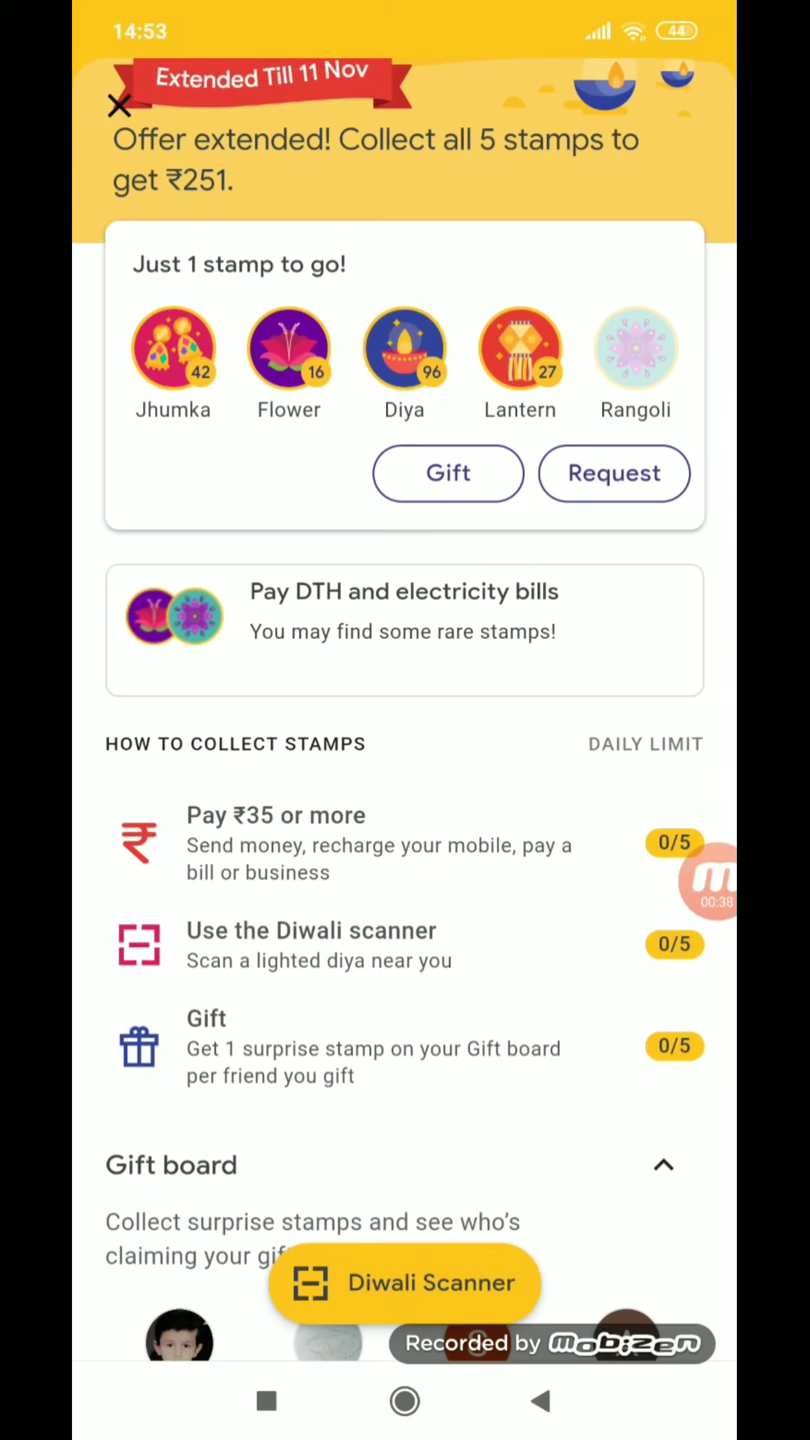 14:53
44
Extended Till 11 Nov
Offer extended! Collect all 5 stamps to
get ₹251.
Just 1 stamp to go!
42
16
96
27
Jhumka
Flower
Diya
Lantern
Rangoli
Gift
Request
Pay DTH and electricity bills
You may find some rare stamps!
HOW TO COLLECT STAMPS
DAILY LIMIT
Pay ₹35 or more
Send money, recharge your mobile, pay a
bill or business
0/5
00:38
Use the Diwali scanner
Scan a lighted diya near you
0/5
Gift
Get 1 surprise stamp on your Gift board
per friend you gift
0/5
Gift board
Collect surprise stamps and see who's
claiming your
Diwali Scanner
Recorded by mobizen